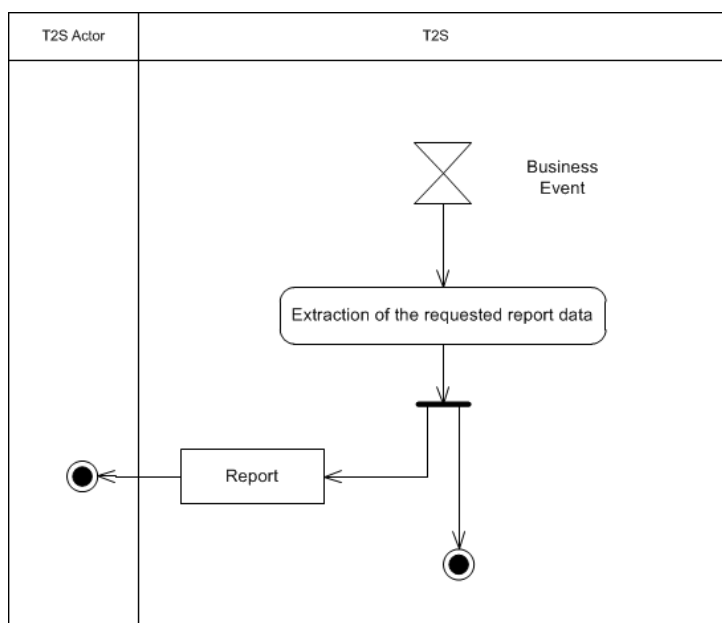 T2S Actor
T2S
Business
Event
Extraction of the requested report data
Report